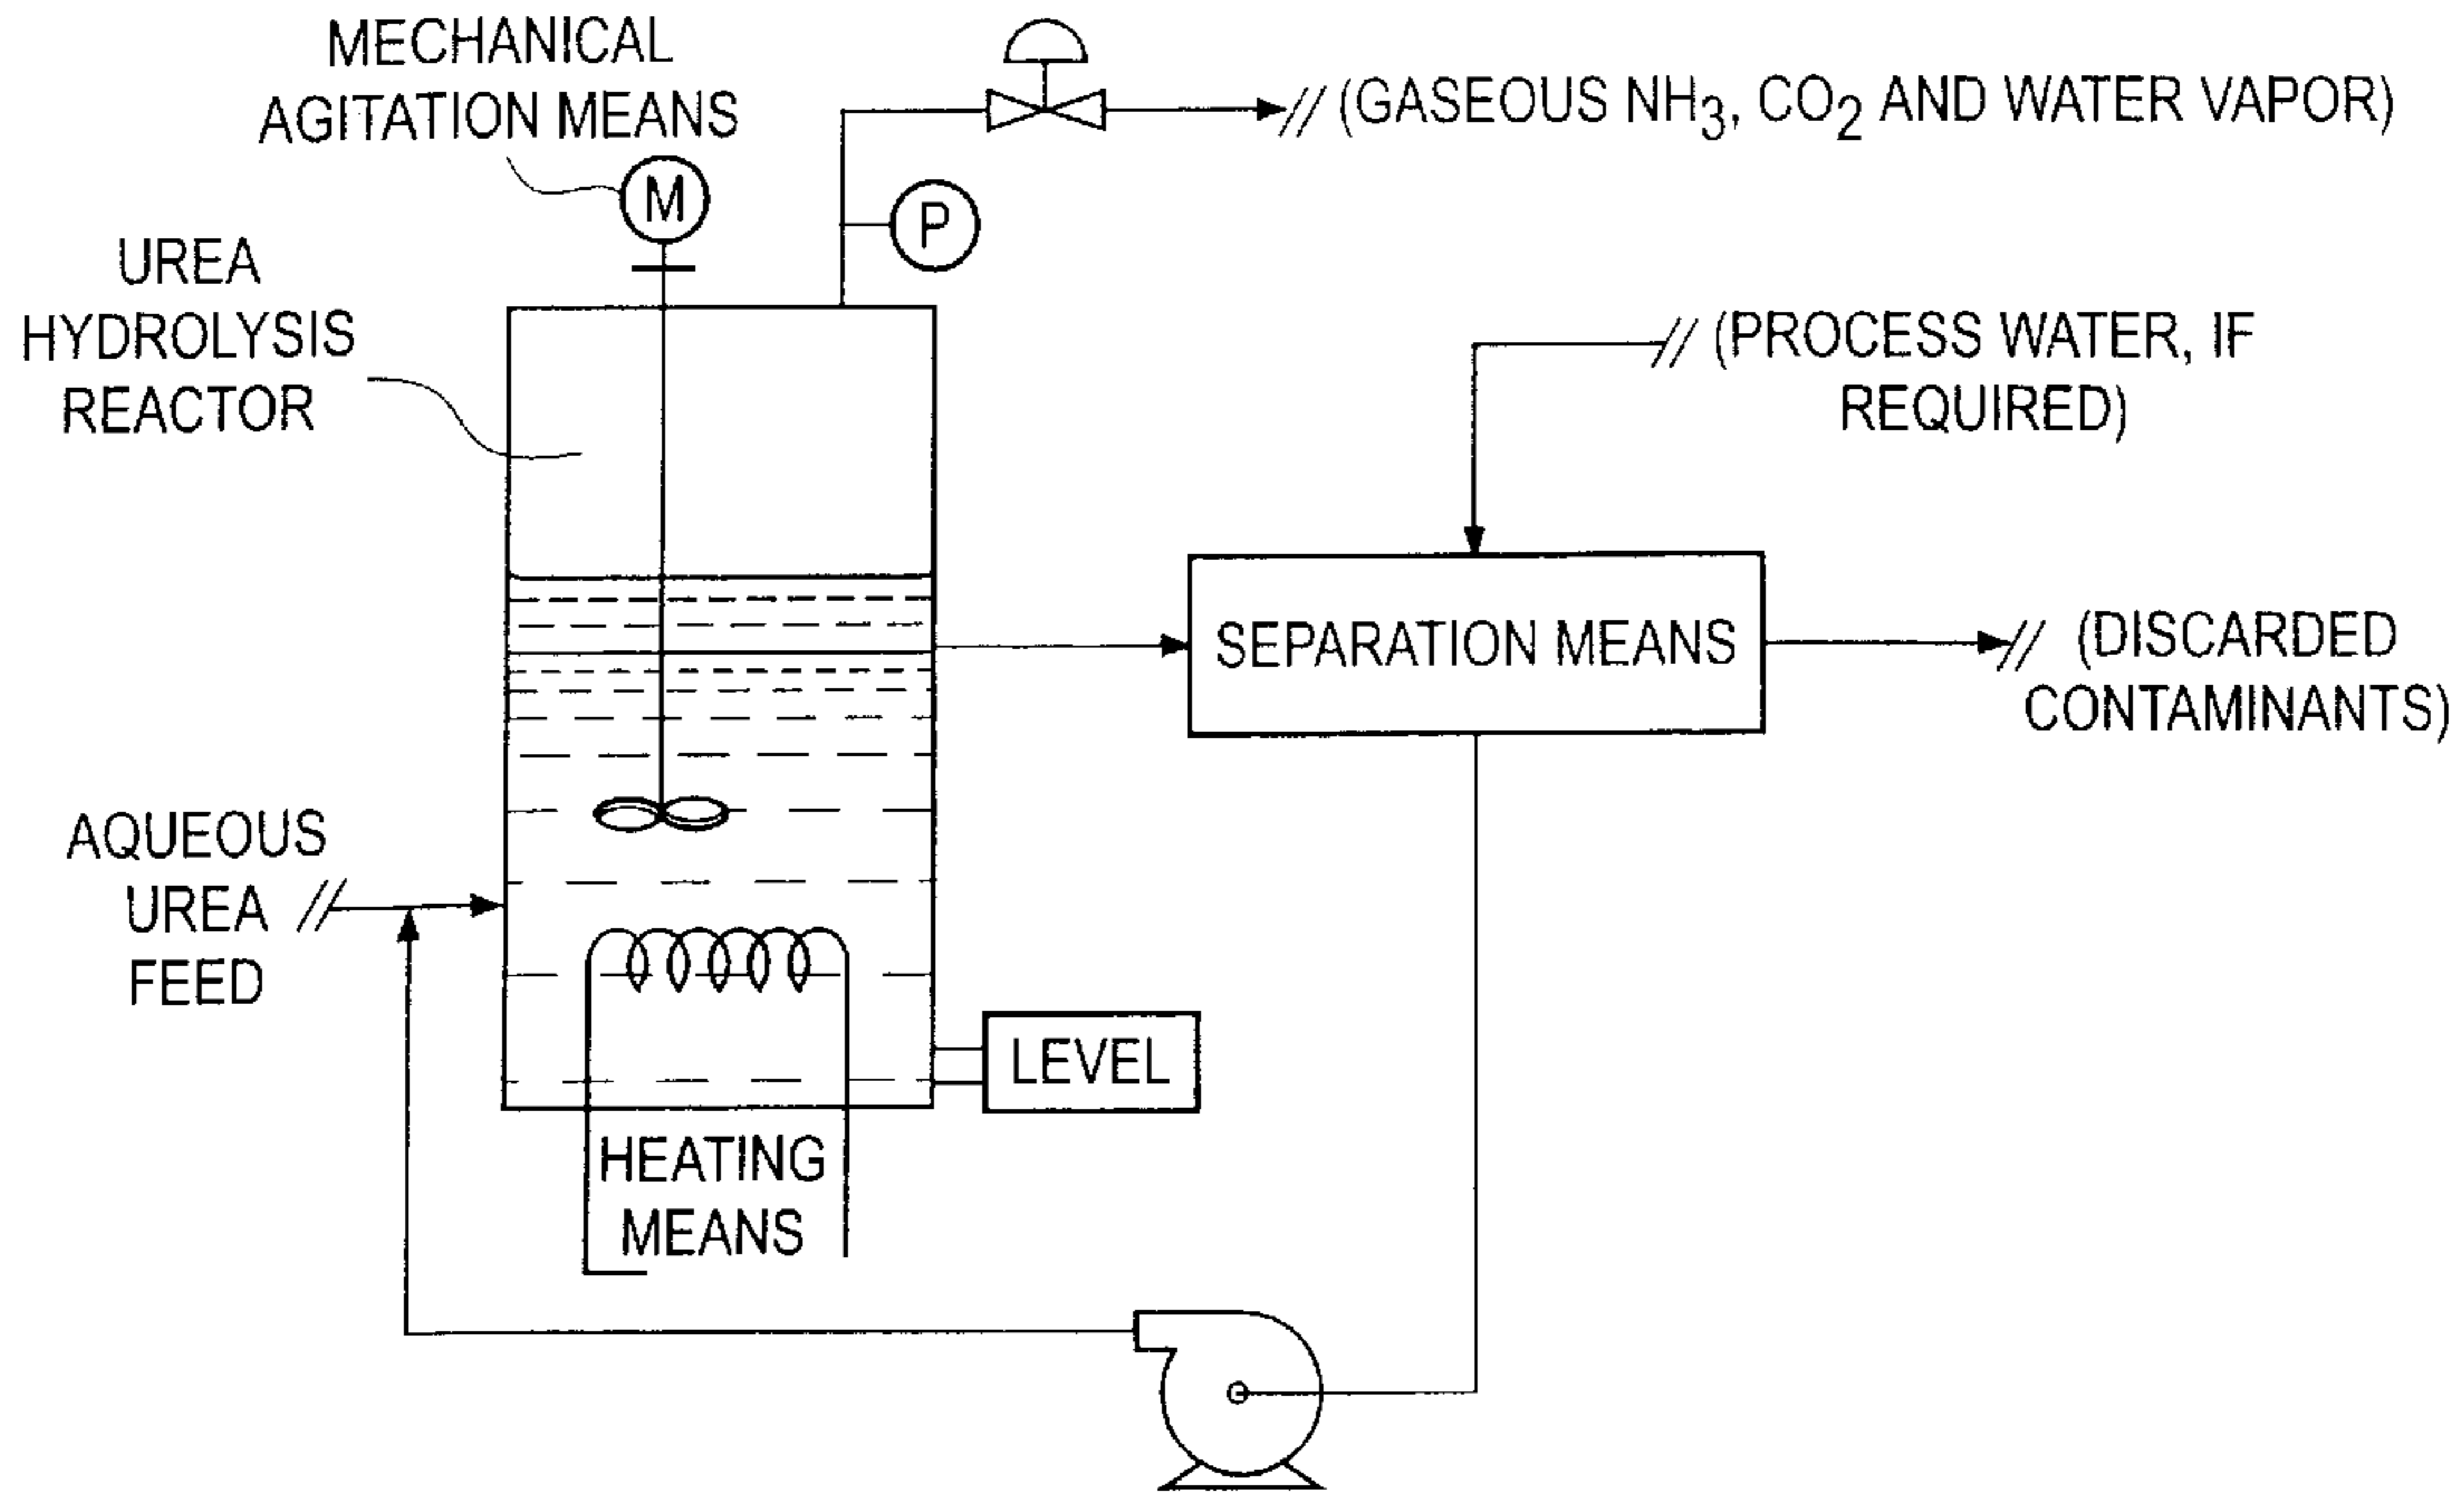 MECHANICAL
AGITATION MEANS
(GASEOUS NH3, CO2 AND WATER VAPOR)
M
P
UREA
HYDROLYSIS
REACTOR
(PROCESS WATER, IF
REQUIRED)
SEPARATION MEANS
(DISCARDED
CONTAMINANTS)
AQUEOUS
UREA
FEED
LEVEL
HEATING
MEANS